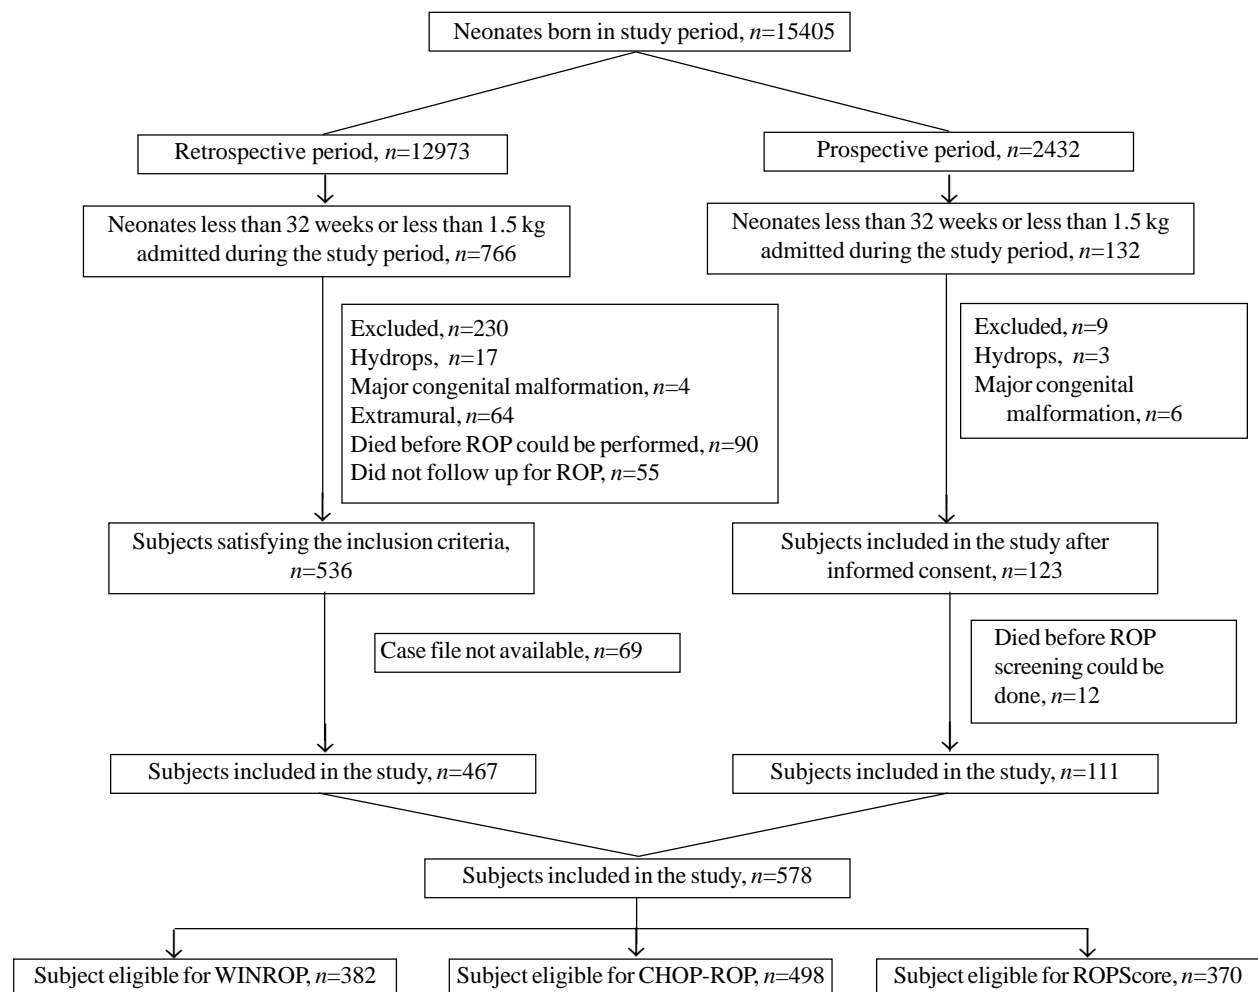 Neonates born in study period, n=15405
Retrospective period, n=12973
Prospective period, n=2432
Neonates less than 32 weeks or less than 1.5 kg
admitted during the study period, n=766
Neonates less than 32 weeks or less than 1.5 kg
admitted during the study period, n=132
Excluded, n=230
Hydrops, n=17
Major congenital malformation, n=4
Extramural, n=64
Died before ROP could be performed, n=90
Did not follow up for ROP, n=55
Excluded, n=9
Hydrops, n=3
Major congenital
malformation, n=6
Subjects satisfying the inclusion criteria,
n=536
Subjects included in the study after
informed consent, n=123
Case file not available, n=69
Died before ROP
screening could be
done, n=12
Subjects included in the study, n=467
Subjects included in the study, n=111
Subjects included in the study, n=578
Subject eligible for WINROP, n=382
Subject eligible for CHOP-ROP, n=498
Subject eligible for ROPScore, n=370